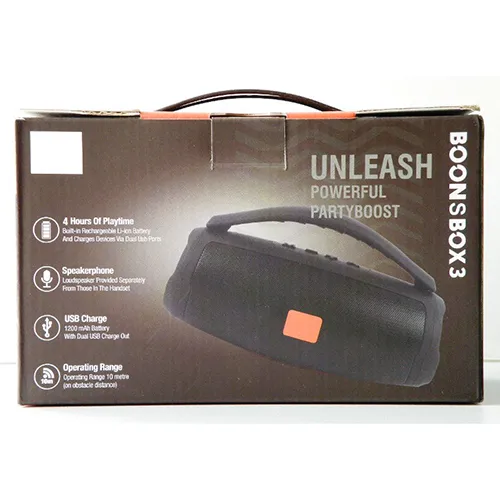 UNLEASH
POWERFUL
PARTYBOOST
BOONSBOX 3
4 Hours Of Playtime
Built-in Rechargeable Li-ion Battery
And Charges Devices Via Dual Usb Ports
Speakerphone
Loudspeaker Provided Separately
From Those In The Handset
USB Charge
1200 mAh Battery
With Dual USB Charge Out
Operating Range
Operating Range 10 metre
(on obstacle distance)
10m